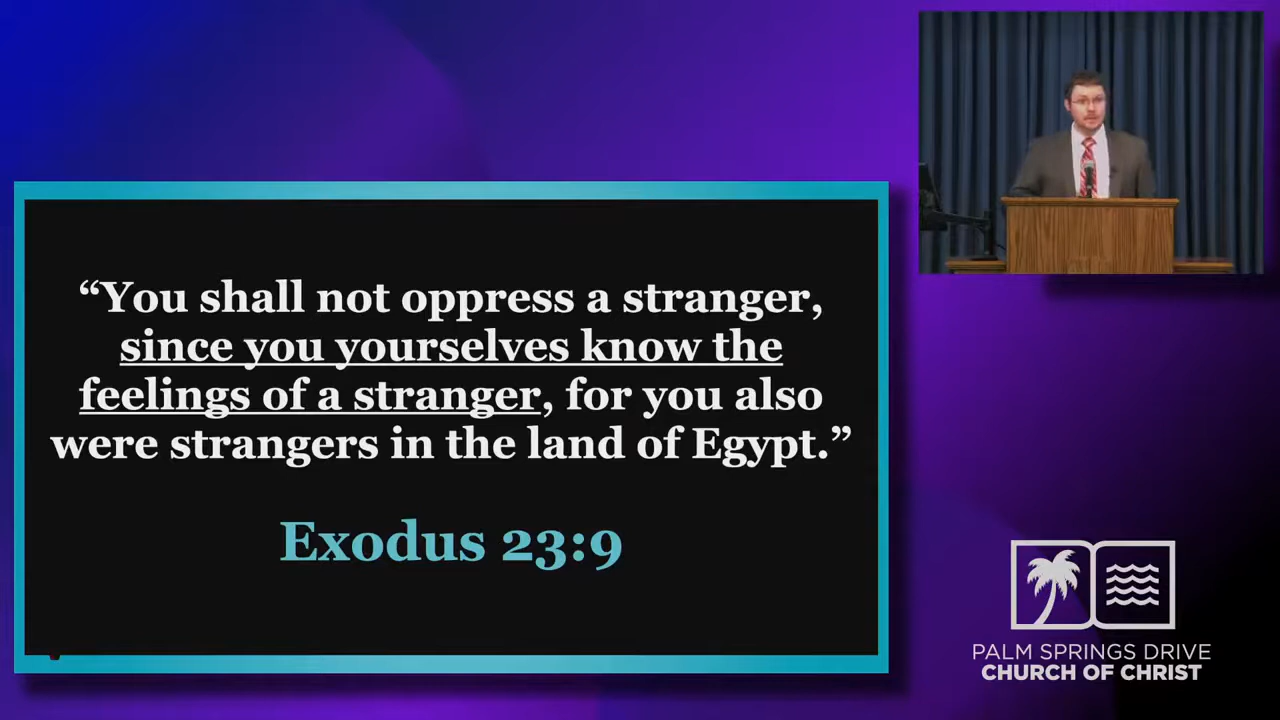 “You shall not oppress a stranger,
since you yourselves know the
feelings of a stranger, for you also
were strangers in the land of Egypt.”
Exodus 23:9
PALM SPRINGS DRIVE
CHURCH OF CHRIST